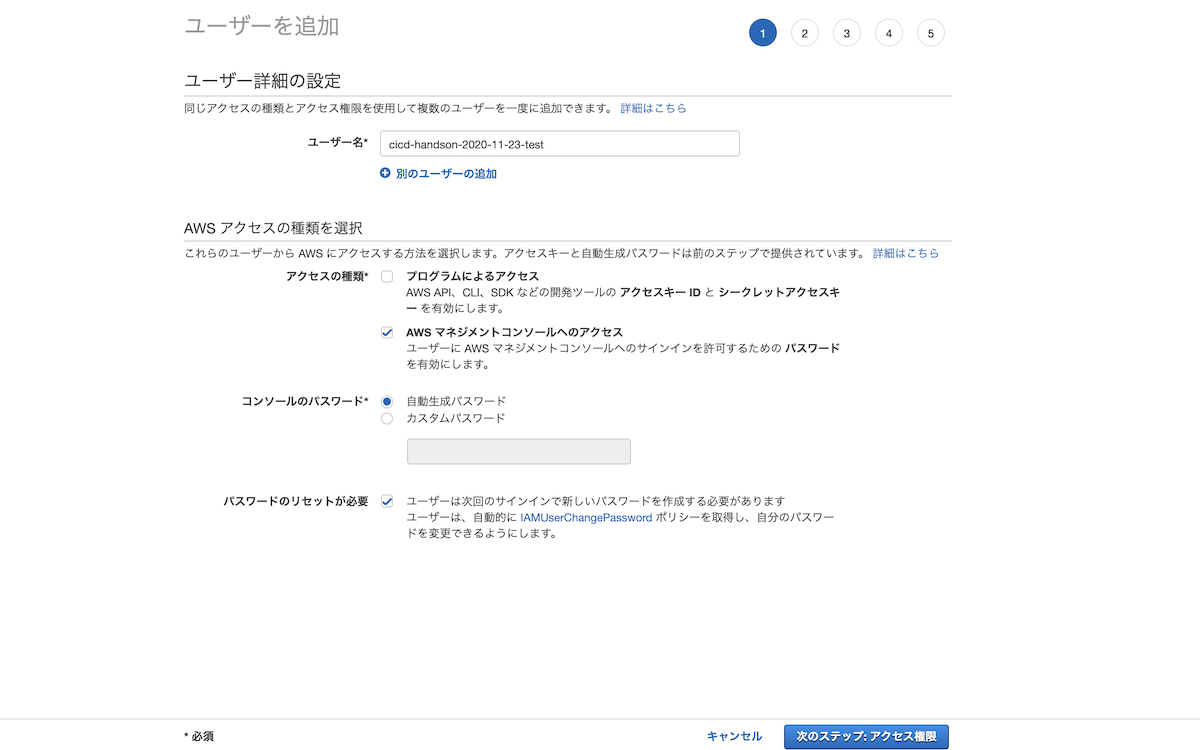 ユーザーを追加
1 2 3 4 5
ユーザー詳細の設定
同じアクセスの種類とアクセス権限を使用して複数のユーザーを一度に追加できます。 詳細はこちら
ユーザー名* cicd-handson-2020-11-23-test
別のユーザーの追加
AWS アクセスの種類を選択
これらのユーザーから AWS にアクセスする方法を選択します。アクセスキーと自動生成パスワードは前のステップで提供されています。 詳細はこちら
アクセスの種類* プログラムによるアクセス
AWS API、CLI、SDK などの開発ツールの アクセスキー ID と シークレットアクセスキ
ー を有効にします。
AWS マネジメントコンソールへのアクセス
ユーザーに AWS マネジメントコンソールへのサインインを許可するための パスワード
を有効にします。
コンソールのパスワード* 自動生成パスワード
カスタムパスワード
パスワードのリセットが必要 ユーザーは次回のサインインで新しいパスワードを作成する必要があります
ユーザーは、自動的に IAMUserChangePassword ポリシーを取得し、自分のパスワー
ドを変更できるようにします。
* 必須 キャンセル 次のステップ: アクセス権限